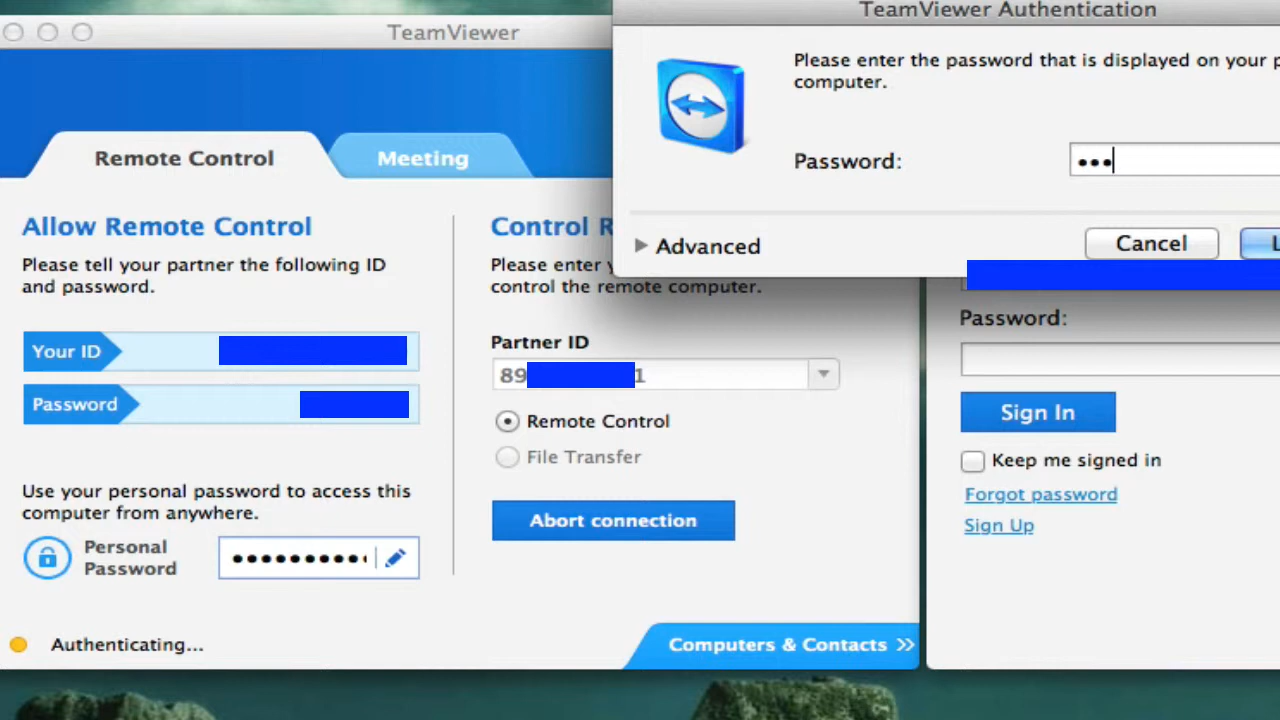 TeamViewer
Remote Control
Meeting
Allow Remote Control
Please tell your partner the following ID
and password.
Your ID
Password
Use your personal password to access this
computer from anywhere.
Personal
Password
Authenticating...
Control
Please enter
control the remote computer.
Partner ID
89
1
Remote Control
File Transfer
Abort connection
Computers & Contacts >>
TeamViewer Authentication
Please enter the password that is displayed on your
computer.
Password:
Advanced
Cancel
Password:
Sign In
Keep me signed in
Forgot password
Sign Up